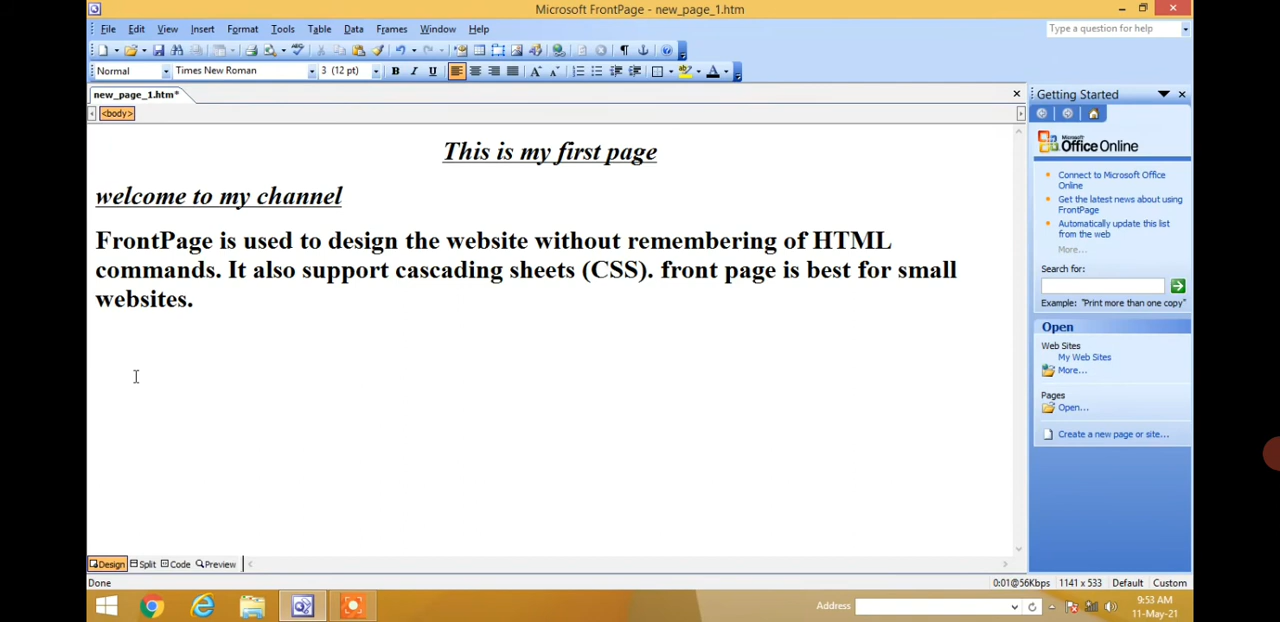 Microsoft FrontPage - new_page_1.htm
File Edit View Insert Format Tools Table Data Frames Window Help
Type a question for help
Normal Times New Roman 3 (12 pt) B I U A A A
new_page_1.htm*
Getting Started
<body>
Microsoft
Office Online
This is my first page
Connect to Microsoft Office
Online
welcome to my channel
Get the latest news about using
FrontPage
Automatically update this list
from the web
More...
FrontPage is used to design the website without remembering of HTML
commands. It also support cascading sheets (CSS). front page is best for small
websites.
Search for:
Example: "Print more than one copy"
Open
Web Sites
My Web Sites
More...
Pages
Open...
Create a new page or site...
Design Split Code Preview
Done 0:01@56Kbps 1141 x 533 Default Custom
Address
9:53 AM
11-May-21